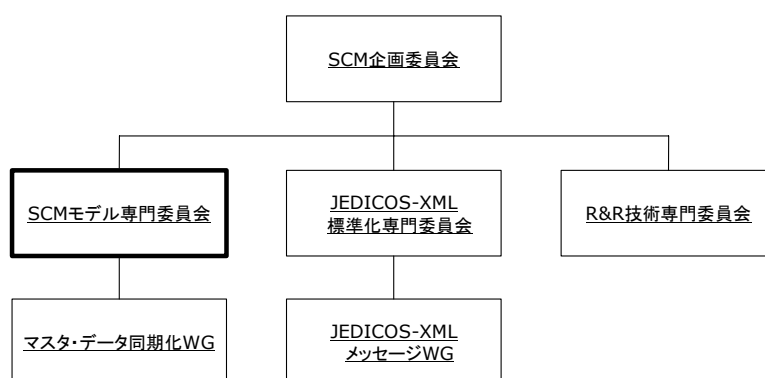 SCM企画委員会
SCMモデル専門委員会
JEDICOS-XML
標準化専門委員会
R&R技術専門委員会
マスタ・データ同期化WG
JEDICOS-XML
メッセージWG